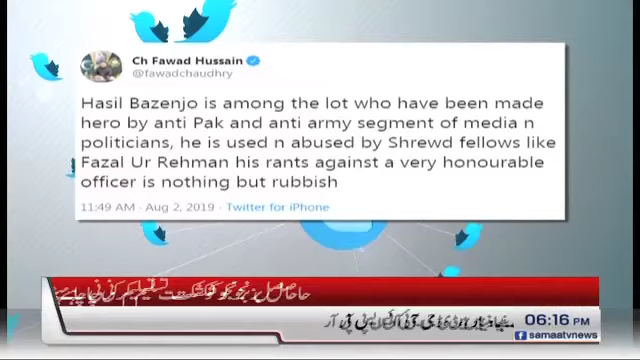 Ch Fawad Hussain
@fawadchaudhry
Hasil Bazenjo is among the lot who have been made
hero by anti Pak and anti army segment of media n
politicians, he is used n abused by Shrewd fellows like
Fazal Ur Rehman his rants against a very honourable
officer is nothing but rubbish
11:49 AM - Aug 2, 2019 - Twitter for iPhone
حاصل بزنجو کو شکست تسلیم کرنی چاہئے
06:16 PM
samaatvnews